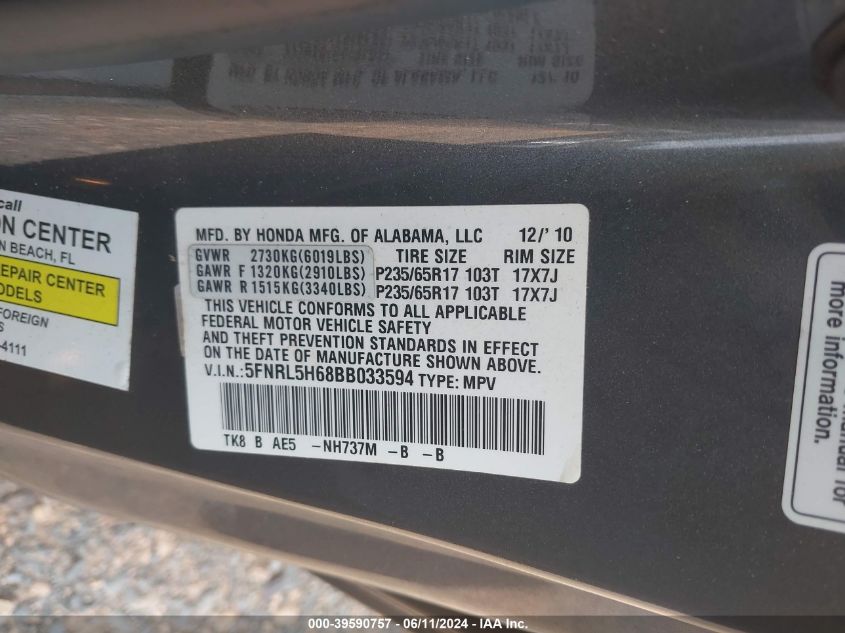 call
ON CENTER
N BEACH, FL
REPAIR CENTER
ODELS
FOREIGN
S
-4111
MFD. BY HONDA MFG. OF ALABAMA, LLC 12/' 10
GVWR 2730KG(6019LBS) TIRE SIZE RIM SIZE
GAWR F 1320KG(2910LBS) P235/65R17 103T 17X7J
GAWR R 1515KG(3340LBS) P235/65R17 103T 17X7J
THIS VEHICLE CONFORMS TO ALL APPLICABLE
FEDERAL MOTOR VEHICLE SAFETY
AND THEFT PREVENTION STANDARDS IN EFFECT
ON THE DATE OF MANUFACTURE SHOWN ABOVE.
V.I.N.:5FNRL5H68BB033594 TYPE: MPV
TK8 B AE5 -NH737M -B -B
manual for
more information.
000-39590757 - 06/11/2024 - IAA Inc.